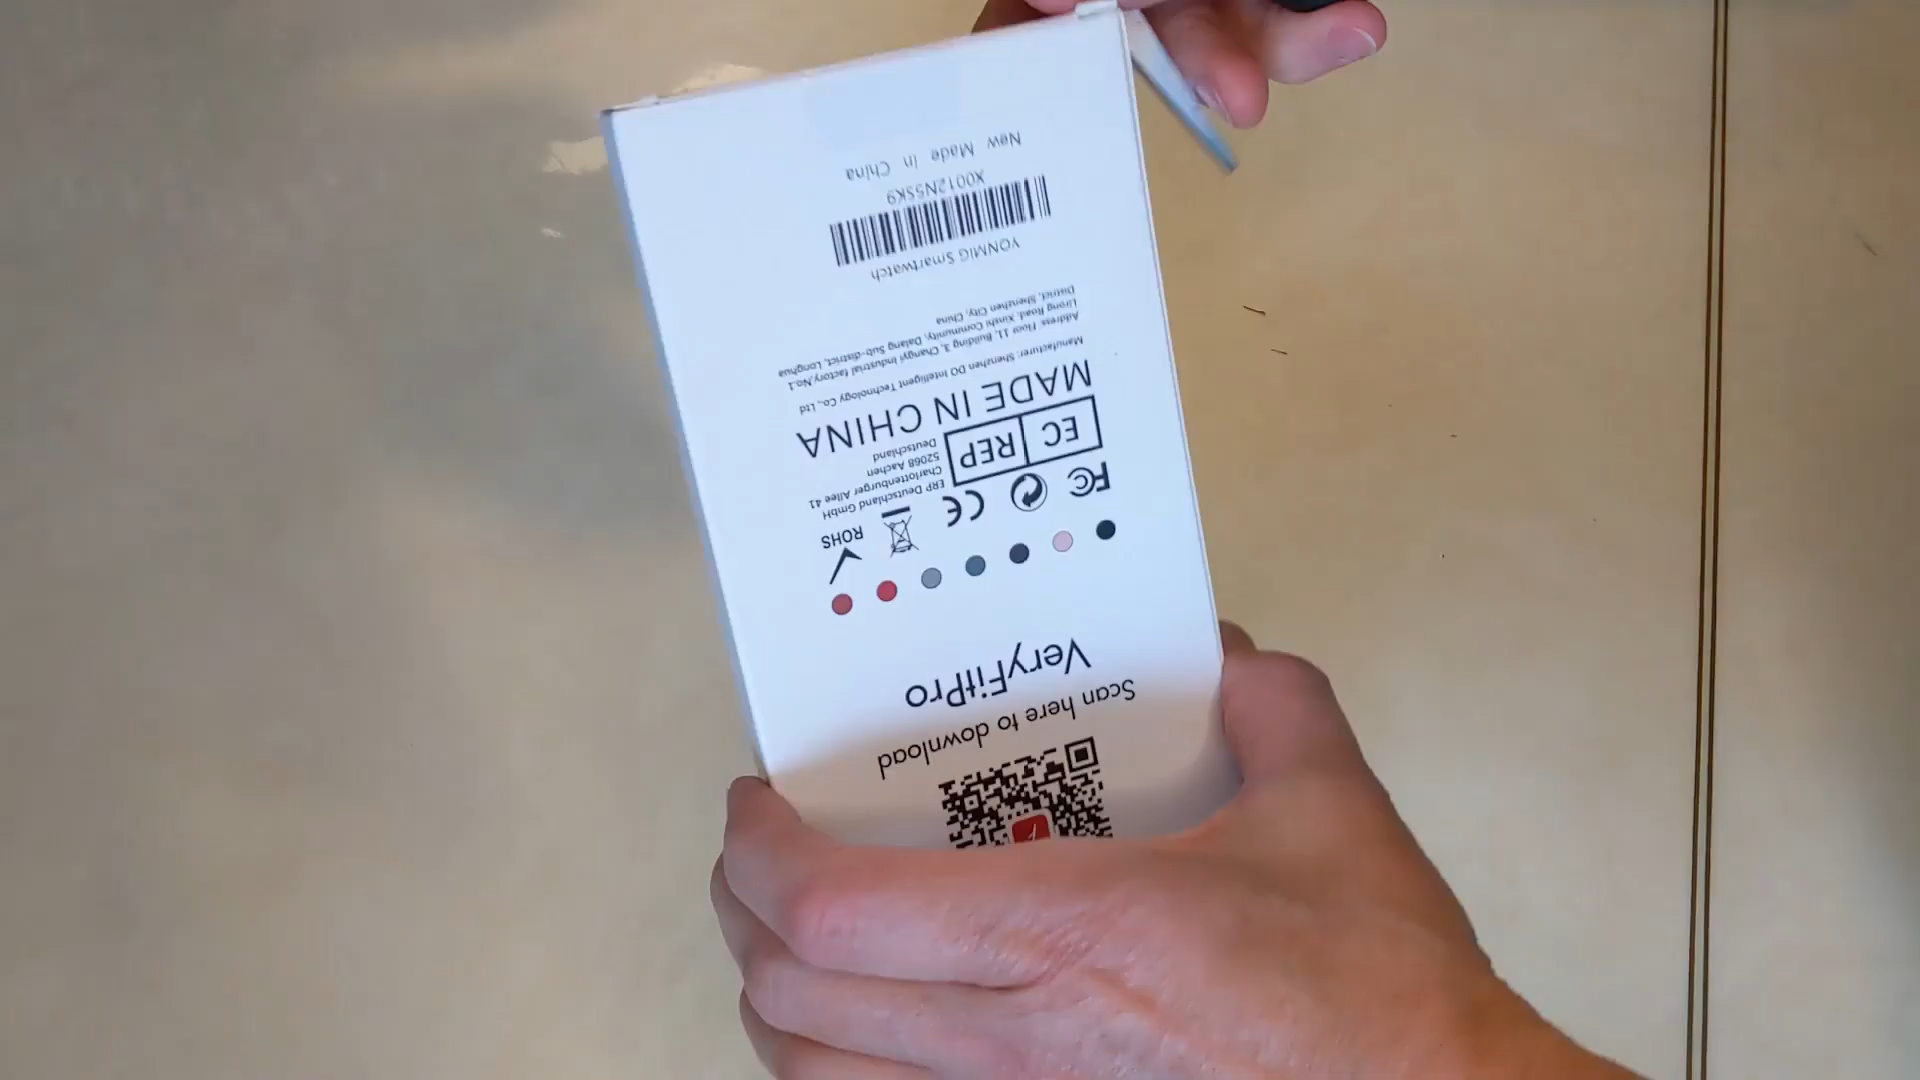 Scan here to download
VeryFitPro
ROHS
CE
FC
ERP Deutschland GmbH
Charlottenburger Allee 41
52068 Aachen
Deutschland
EC REP
MADE IN CHINA
Manufacturer: Shenzhen DO Intelligent Technology Co., Ltd
Address: Floor 11, Building 3, Changyi Industrial factory,No.1
Lirong Road, Xinshi Community, Dalang Sub-district, Longhua
District, Shenzhen City, China
YONMIG Smartwatch
X0012N5SK9
New Made in China